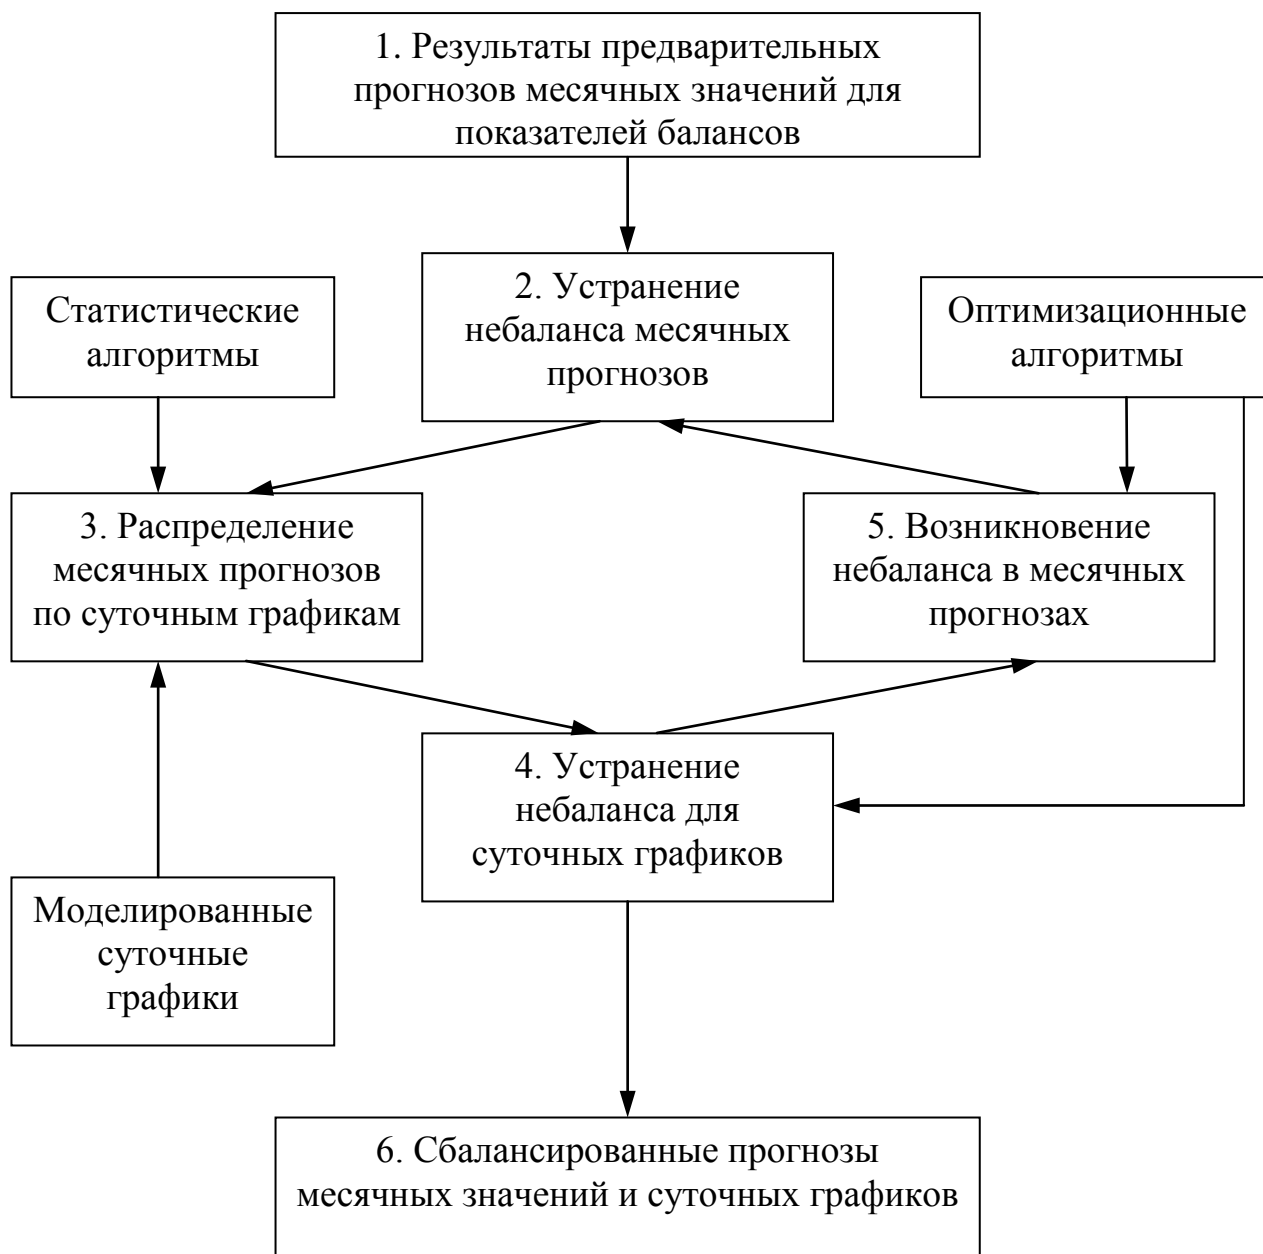 1. Результаты предварительных
прогнозов месячных значений для
показателей балансов
Статистические
алгоритмы
2. Устранение
небаланса месячных
прогнозов
Оптимизационные
алгоритмы
3. Распределение
месячных прогнозов
по суточным графикам
5. Возникновение
небаланса в месячных
прогнозах
4. Устранение
небаланса для
суточных графиков
Моделированные
суточные
графики
6. Сбалансированные прогнозы
месячных значений и суточных графиков